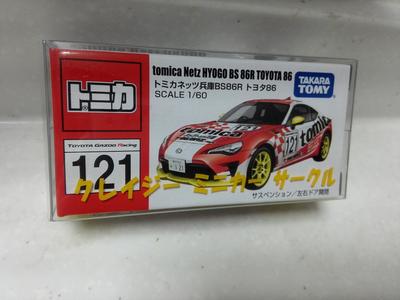 tomica Netz HYOGO BS 86R TOYOTA 86
トミカネッツ兵庫BS86R トヨタ86
SCALE 1/60
TAKARA
TOMY
トミカ
TOYOTA GAZOO Racing
121
tomica
121
クレイジー ミニカー サークル
サスペンション/左右ドア開閉